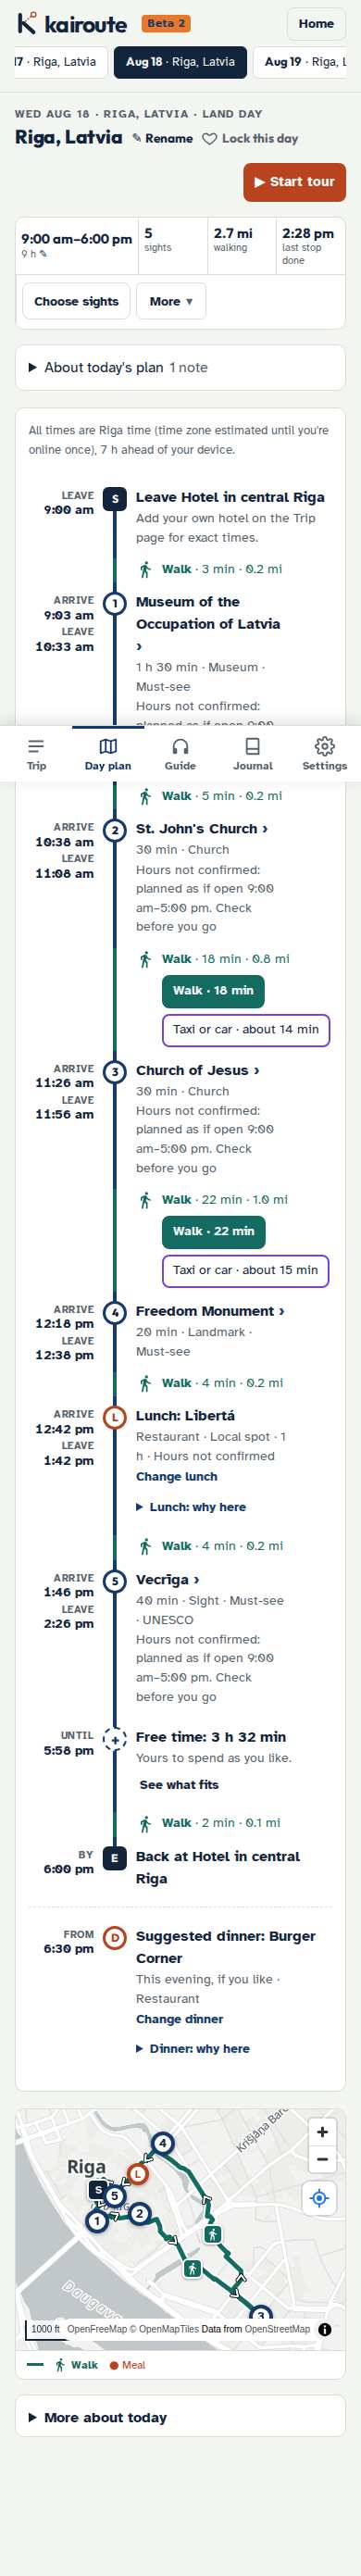 kairoute Beta 2 Home
17 · Riga, Latvia Aug 18 · Riga, Latvia Aug 19 · Riga, L
WED AUG 18 · RIGA, LATVIA · LAND DAY
Riga, Latvia ✎ Rename Lock this day
▶ Start tour
9:00 am–6:00 pm
9 h ✎
5
sights
2.7 mi
walking
2:28 pm
last stop
done
Choose sights More ▾
▶ About today's plan 1 note
All times are Riga time (time zone estimated until you're
online once), 7 h ahead of your device.
LEAVE
9:00 am
S
Leave Hotel in central Riga
Add your own hotel on the Trip
page for exact times.
Walk · 3 min · 0.2 mi
ARRIVE
9:03 am
LEAVE
10:33 am
1
Museum of the
Occupation of Latvia
›
1 h 30 min · Museum ·
Must-see
Hours not confirmed:
planned as if open 9:00
Trip Day plan Guide Journal Settings
Walk · 5 min · 0.2 mi
ARRIVE
10:38 am
LEAVE
11:08 am
2
St. John's Church ›
30 min · Church
Hours not confirmed:
planned as if open 9:00
am–5:00 pm. Check
before you go
Walk · 18 min · 0.8 mi
Walk · 18 min
Taxi or car · about 14 min
ARRIVE
11:26 am
LEAVE
11:56 am
3
Church of Jesus ›
30 min · Church
Hours not confirmed:
planned as if open 9:00
am–5:00 pm. Check
before you go
Walk · 22 min · 1.0 mi
Walk · 22 min
Taxi or car · about 15 min
ARRIVE
12:18 pm
LEAVE
12:38 pm
4
Freedom Monument ›
20 min · Landmark ·
Must-see
Walk · 4 min · 0.2 mi
ARRIVE
12:42 pm
LEAVE
1:42 pm
L
Lunch: Libertá
Restaurant · Local spot · 1
h · Hours not confirmed
Change lunch
▶ Lunch: why here
Walk · 4 min · 0.2 mi
ARRIVE
1:46 pm
LEAVE
2:26 pm
5
Vecrīga ›
40 min · Sight · Must-see
· UNESCO
Hours not confirmed:
planned as if open 9:00
am–5:00 pm. Check
before you go
UNTIL
5:58 pm
+
Free time: 3 h 32 min
Yours to spend as you like.
See what fits
Walk · 2 min · 0.1 mi
BY
6:00 pm
E
Back at Hotel in central
Riga
FROM
6:30 pm
D
Suggested dinner: Burger
Corner
This evening, if you like ·
Restaurant
Change dinner
▶ Dinner: why here
Krišjāņa Baro
Riga
4
L
S
5
1
2
3
+
−
Daugav
1000 ft OpenFreeMap © OpenMapTiles Data from OpenStreetMap
Walk Meal
▶ More about today